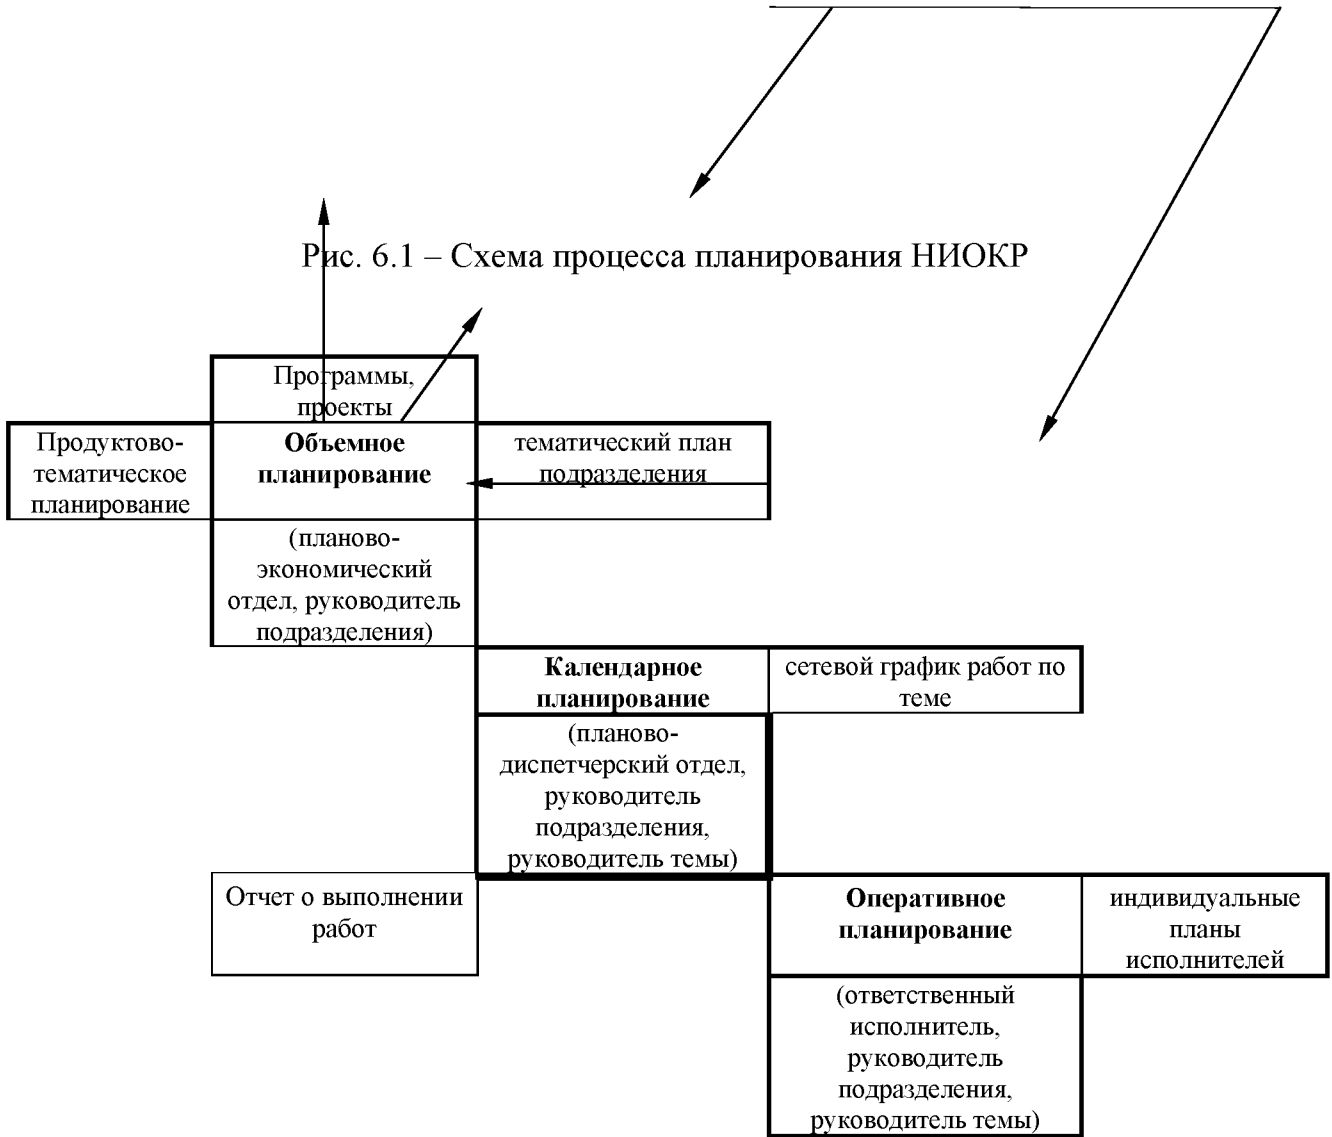 Рис. 6.1 – Схема процесса планирования НИОКР
Программы,
проекты
Продуктово-
тематическое
планирование
Объемное
планирование
тематический план
подразделения
(планово-
экономический
отдел, руководитель
подразделения)
Календарное
планирование
сетевой график работ по
теме
(планово-
диспетчерский отдел,
руководитель
подразделения,
руководитель темы)
Отчет о выполнении
работ
Оперативное
планирование
индивидуальные
планы
исполнителей
(ответственный
исполнитель,
руководитель
подразделения,
руководитель темы)